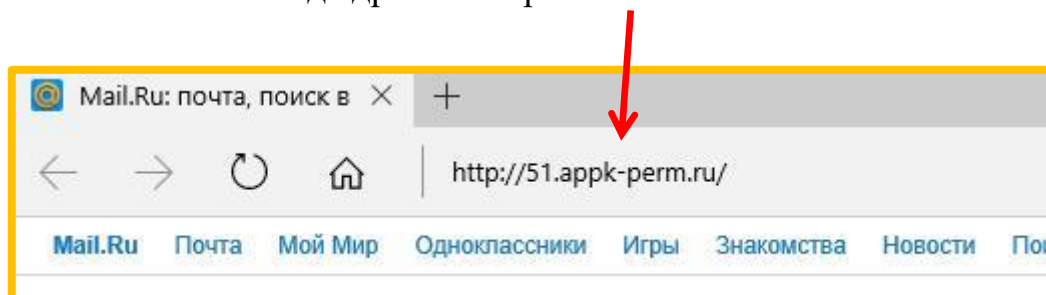 Mail.Ru: почта, поиск в
http://51.appk-perm.ru/
Mail.Ru Почта Мой Мир Одноклассники Игры Знакомства Новости